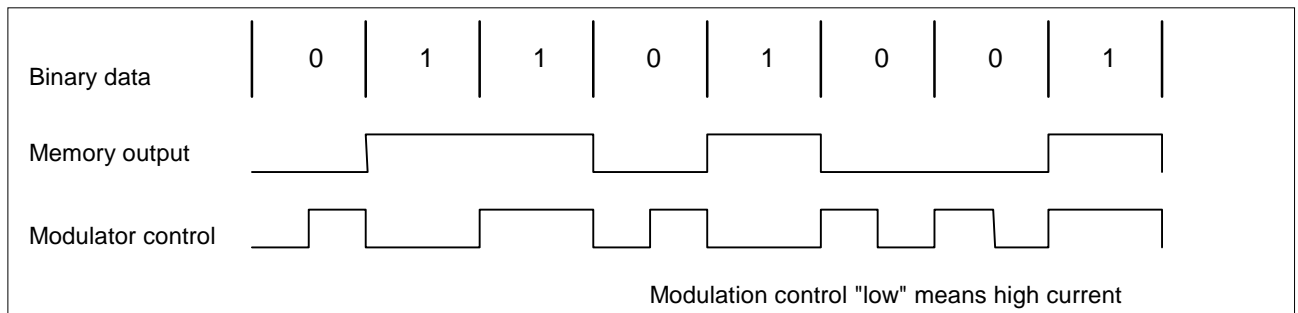 Binary data 0 1 1 0 1 0 0 1
Memory output
Modulator control
Modulation control "low" means high current